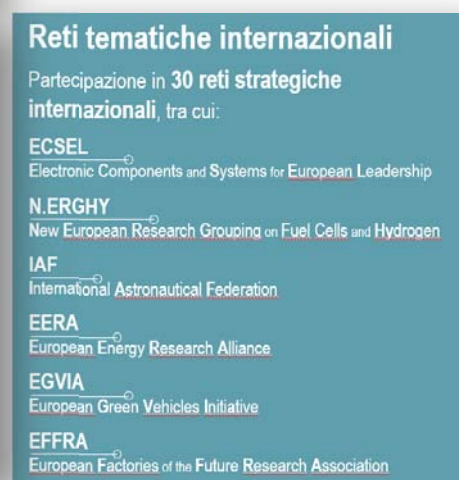 Reti tematiche internazionali
Partecipazione in 30 reti strategiche
internazionali, tra cui:
ECSEL
Electronic Components and Systems for European Leadership
N.ERGHY
New European Research Grouping on Fuel Cells and Hydrogen
IAF
International Astronautical Federation
EERA
European Energy Research Alliance
EGVIA
European Green Vehicles Initiative
EFFRA
European Factories of the Future Research Association